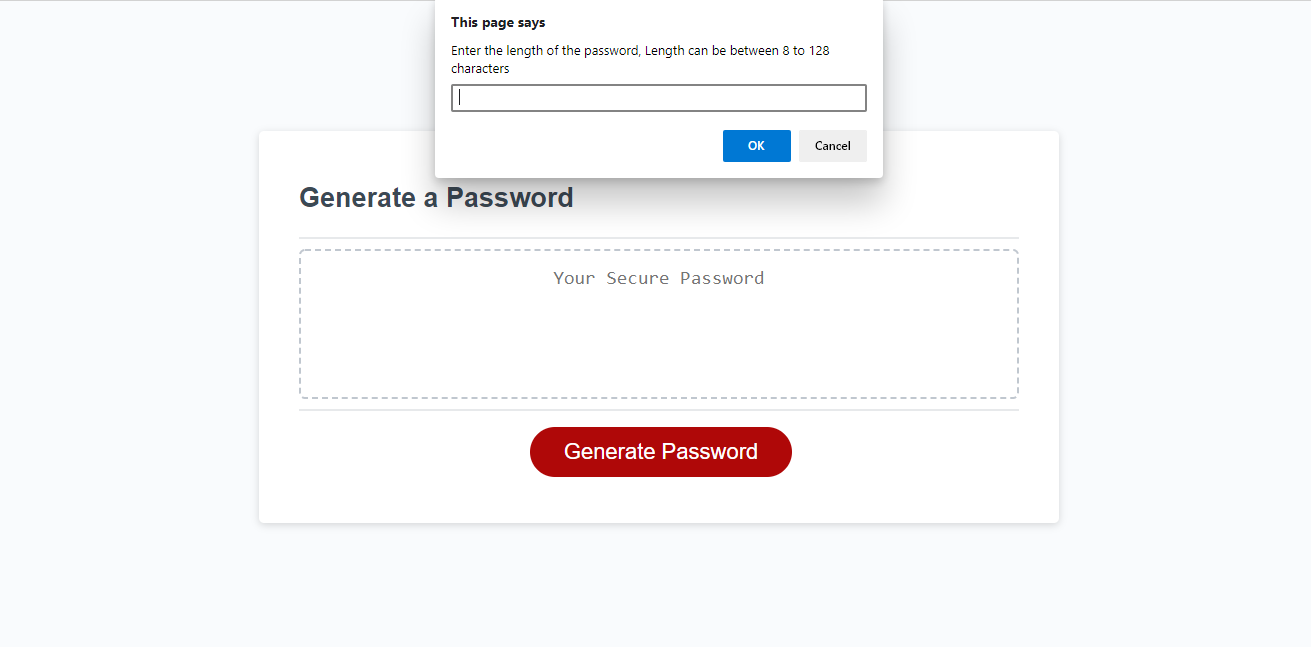 This page says
Enter the length of the password, Length can be between 8 to 128
characters
OK
Cancel
Generate a Password
Your Secure Password
Generate Password